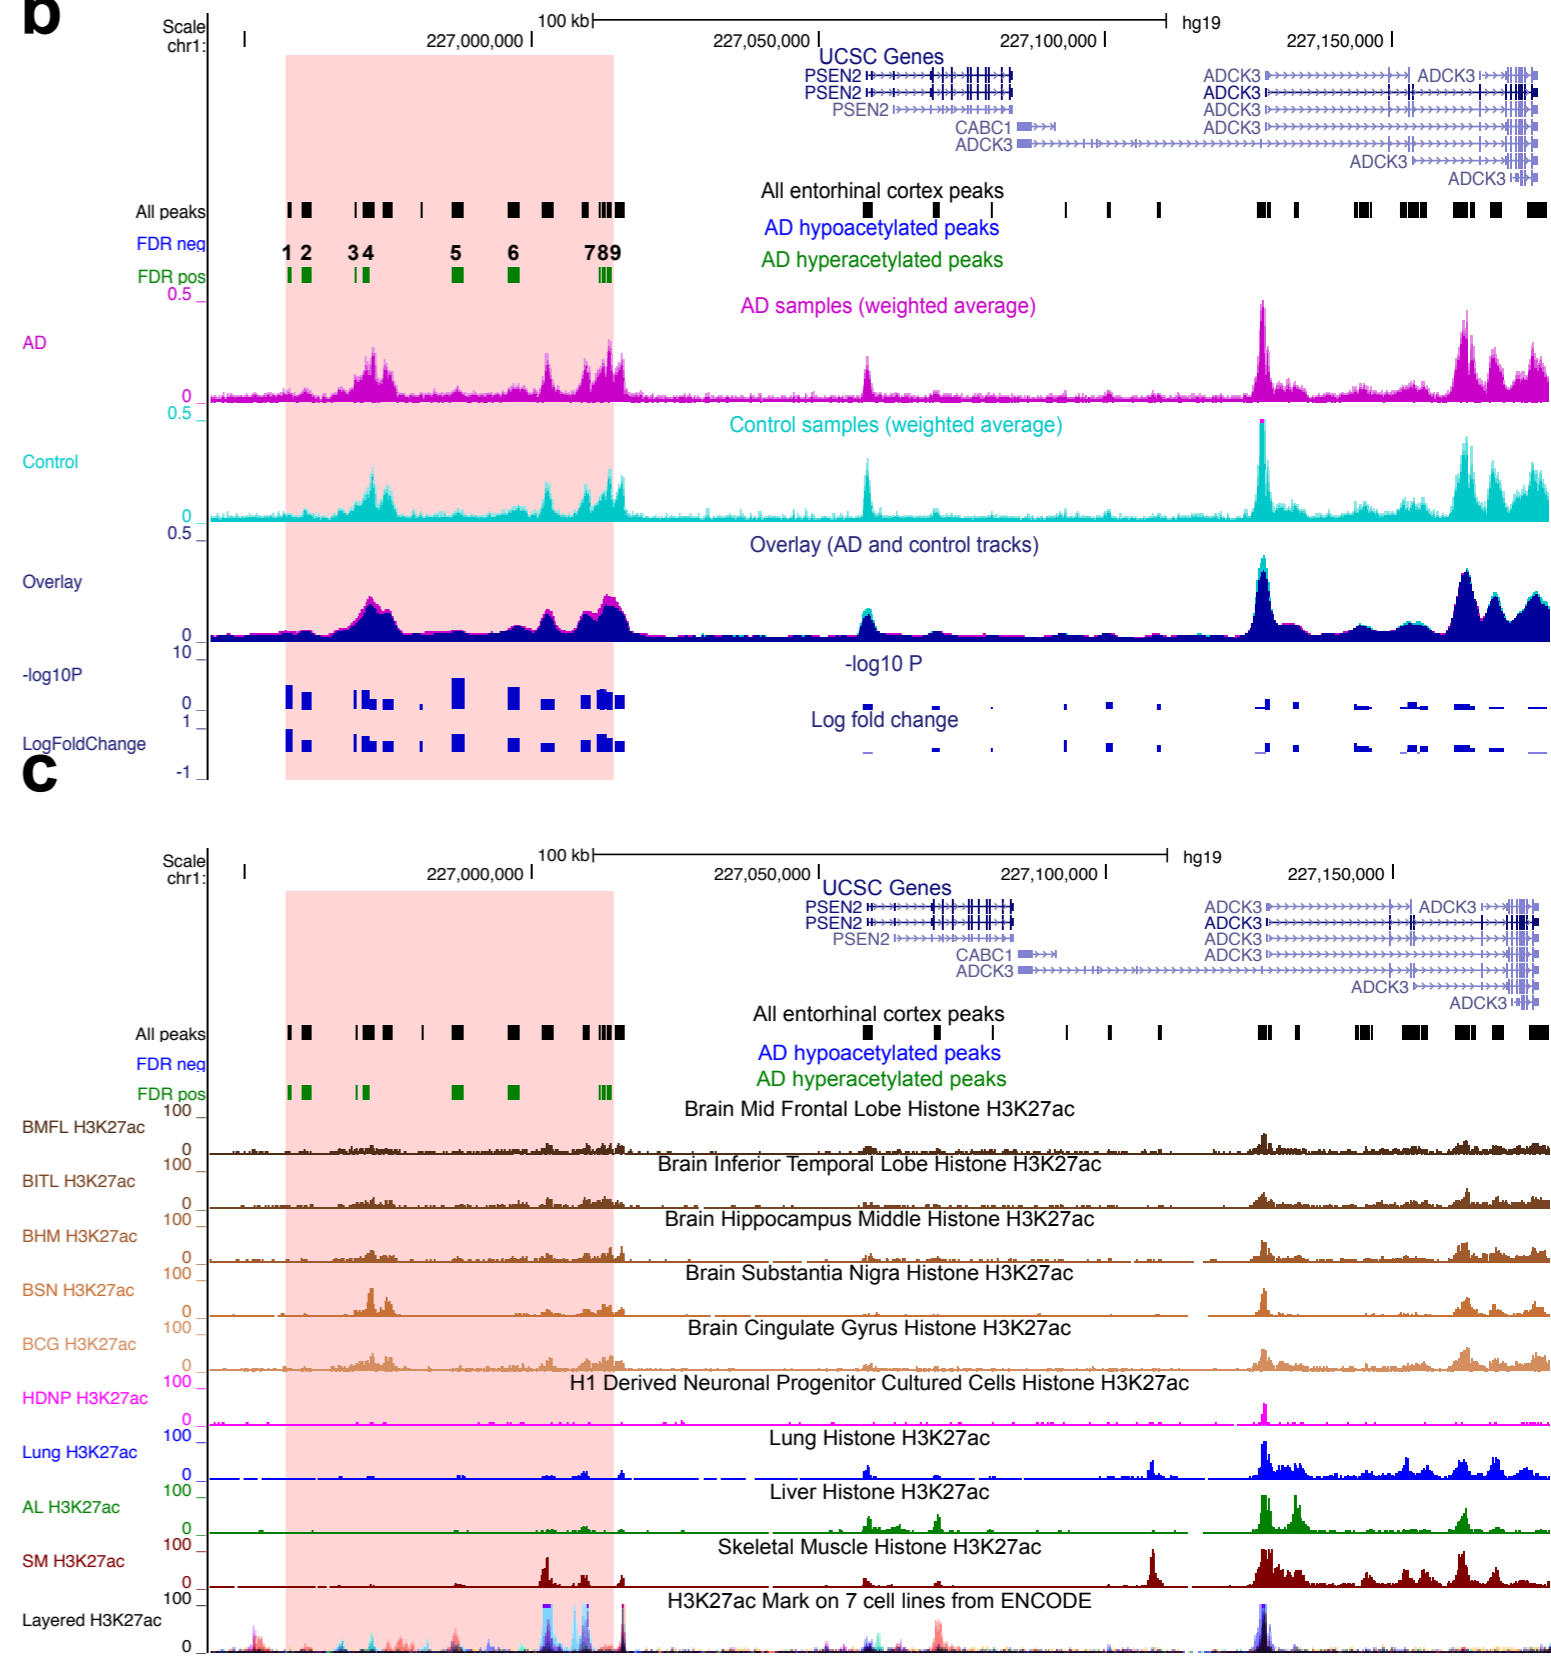 b
Scale
100 kb
hg19
chr1:
227,000,000
227,050,000
227,100,000
227,150,000
UCSC Genes
PSEN2
ADCK3
ADCK3
PSEN2
ADCK3
PSEN2
ADCK3
CABC1
ADCK3
ADCK3
ADCK3
ADCK3
All entorhinal cortex peaks
All peaks
AD hypoacetylated peaks
FDR neg
1 2 3 4 5 6 7 8 9
AD hyperacetylated peaks
FDR pos
0.5
AD samples (weighted average)
AD
0
0.5
Control samples (weighted average)
Control
0
0.5
Overlay (AD and control tracks)
Overlay
0
10
-log10 P
-log10P
0
1
Log fold change
LogFoldChange
-1
c
Scale
100 kb
hg19
chr1:
227,000,000
227,050,000
227,100,000
227,150,000
UCSC Genes
PSEN2
ADCK3
ADCK3
PSEN2
ADCK3
PSEN2
ADCK3
CABC1
ADCK3
ADCK3
ADCK3
ADCK3
All entorhinal cortex peaks
All peaks
AD hypoacetylated peaks
FDR neg
AD hyperacetylated peaks
FDR pos
100
Brain Mid Frontal Lobe Histone H3K27ac
BMFL H3K27ac
0
100
Brain Inferior Temporal Lobe Histone H3K27ac
BITL H3K27ac
0
100
Brain Hippocampus Middle Histone H3K27ac
BHM H3K27ac
0
100
Brain Substantia Nigra Histone H3K27ac
BSN H3K27ac
0
100
Brain Cingulate Gyrus Histone H3K27ac
BCG H3K27ac
0
100
H1 Derived Neuronal Progenitor Cultured Cells Histone H3K27ac
HDNP H3K27ac
0
100
Lung Histone H3K27ac
Lung H3K27ac
0
100
Liver Histone H3K27ac
AL H3K27ac
0
100
Skeletal Muscle Histone H3K27ac
SM H3K27ac
0
100
H3K27ac Mark on 7 cell lines from ENCODE
Layered H3K27ac
0